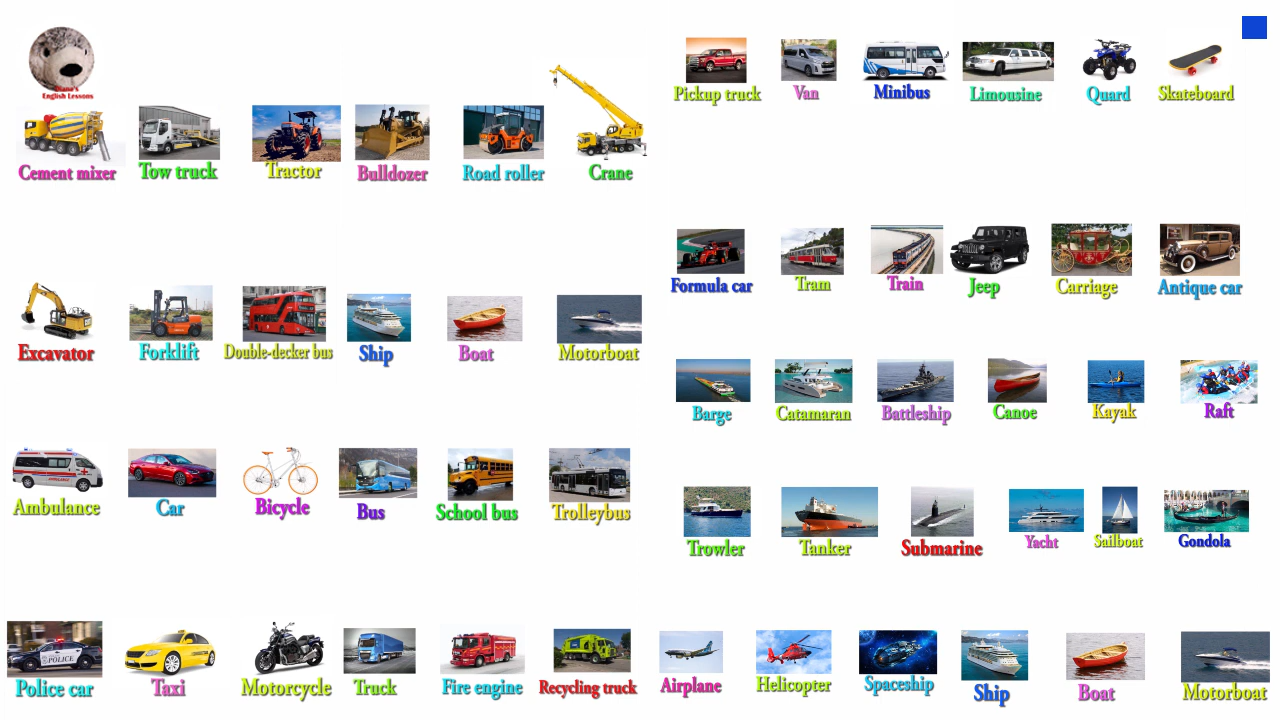 Diana's
English Lessons
Cement mixer
Tow truck
Tractor
Bulldozer
Road roller
Crane
Excavator
Forklift
Double-decker bus
Ship
Boat
Motorboat
Ambulance
Car
Bicycle
Bus
School bus
Trolleybus
Police car
Taxi
Motorcycle
Truck
Fire engine
Recycling truck
Pickup truck
Van
Minibus
Limousine
Quard
Skateboard
Formula car
Tram
Train
Jeep
Carriage
Antique car
Barge
Catamaran
Battleship
Canoe
Kayak
Raft
Trowler
Tanker
Submarine
Yacht
Sailboat
Gondola
Airplane
Helicopter
Spaceship
Ship
Boat
Motorboat
POLICE